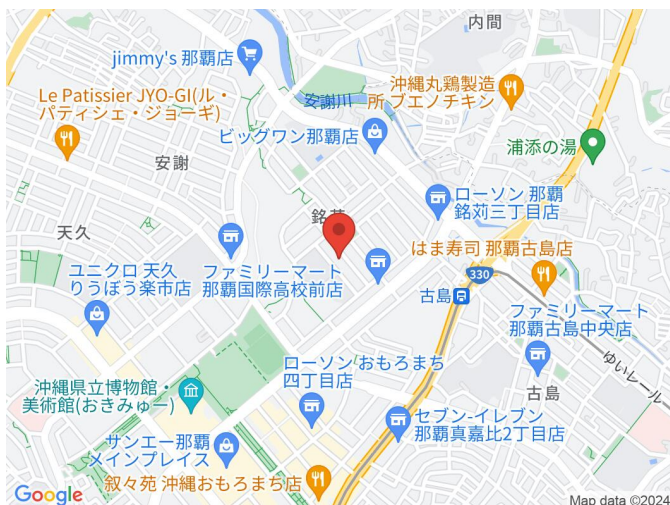 内間
jimmy's 那覇店
沖縄丸鶏製造
所 ブエノチキン
安謝川
Le Patissier JYO-GI(ル・
パティシェ・ジョーギ)
ビッグワン那覇店
浦添の湯
安謝
ローソン 那覇
銘苅三丁目店
銘苅
天久
はま寿司 那覇古島店
ユニクロ 天久
りうぼう楽市店
ファミリーマート
那覇国際高校前店
330
古島
ファミリーマート
那覇古島中央店
ゆいレール
ローソン おもろまち
四丁目店
沖縄県立博物館・
美術館(おきみゅー)
古島
セブン-イレブン
那覇真嘉比2丁目店
サンエー那覇
メインプレイス
叙々苑 沖縄おもろまち店
Google
Map data ©2024